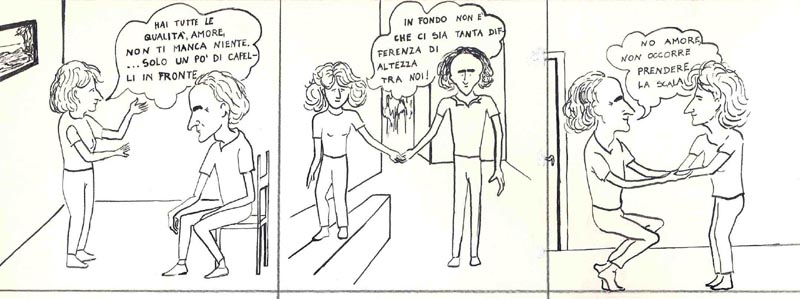 HAI TUTTE LE
QUALITA', AMORE,
NON TI MANCA NIENTE.
...SOLO UN PO' DI CAPEL-
LI IN FRONTE
IN FONDO NON E'
CHE CI SIA TANTA DIF-
FERENZA DI
ALTEZZA
TRA NOI!
NO AMORE,
NON OCCORRE
PRENDERE
LA SCALA